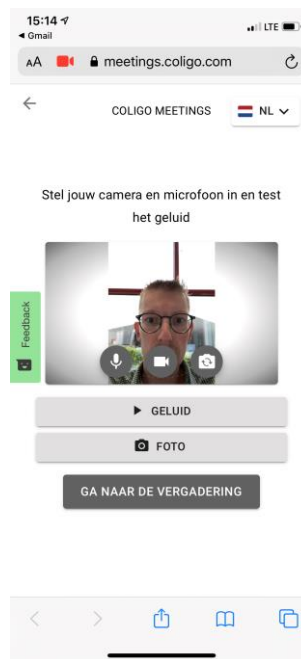 15:14
LTE
◀ Gmail
AA
meetings.coligo.com
COLIGO MEETINGS
NL
Stel jouw camera en microfoon in en test
het geluid
Feedback
GELUID
FOTO
GA NAAR DE VERGADERING